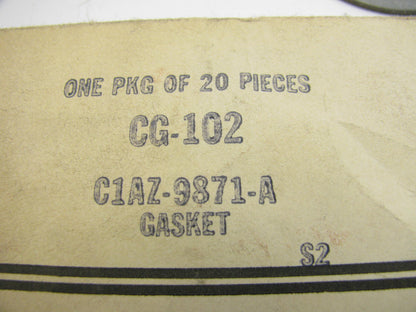 ONE PKG OF 20 PIECES
CG-102
C1AZ-9871-A
GASKET
S2